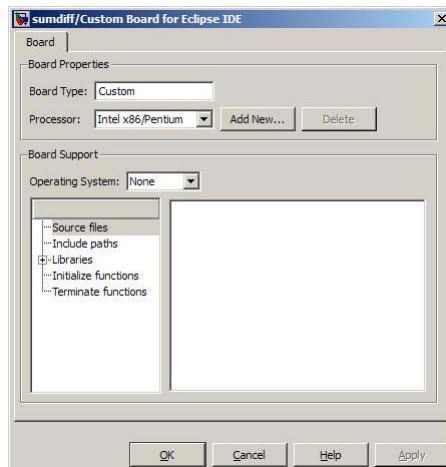 sumdiff/Custom Board for Eclipse IDE
Board
Board Properties
Board Type: Custom
Processor: Intel x86/Pentium Add New... Delete
Board Support
Operating System: None
Source files
Include paths
Libraries
Initialize functions
Terminate functions
OK Cancel Help Apply